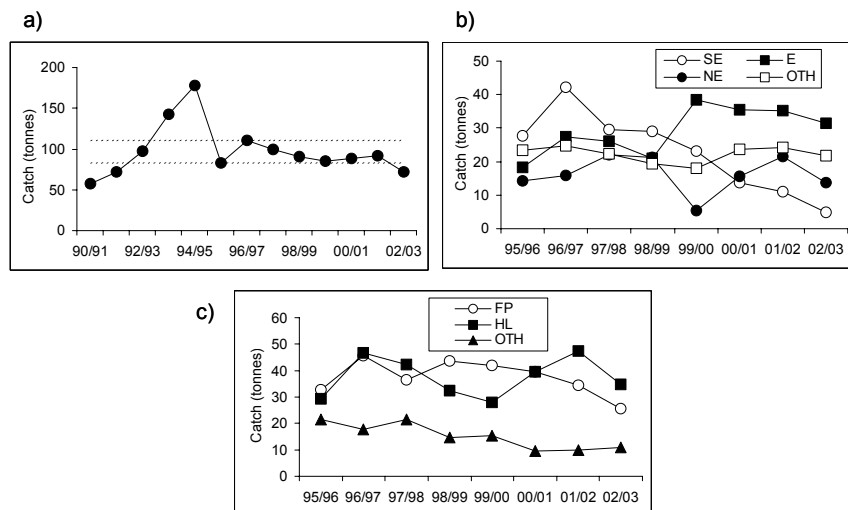 a)
200
150
100
50
0
Catch (tonnes)
90/91 92/93 94/95 96/97 98/99 00/01 02/03
b)
SE E
NE OTH
50
40
30
20
10
0
Catch (tonnes)
95/96 96/97 97/98 98/99 99/00 00/01 01/02 02/03
c)
FP
HL
OTH
60
50
40
30
20
10
0
Catch (tonnes)
95/96 96/97 97/98 98/99 99/00 00/01 01/02 02/03